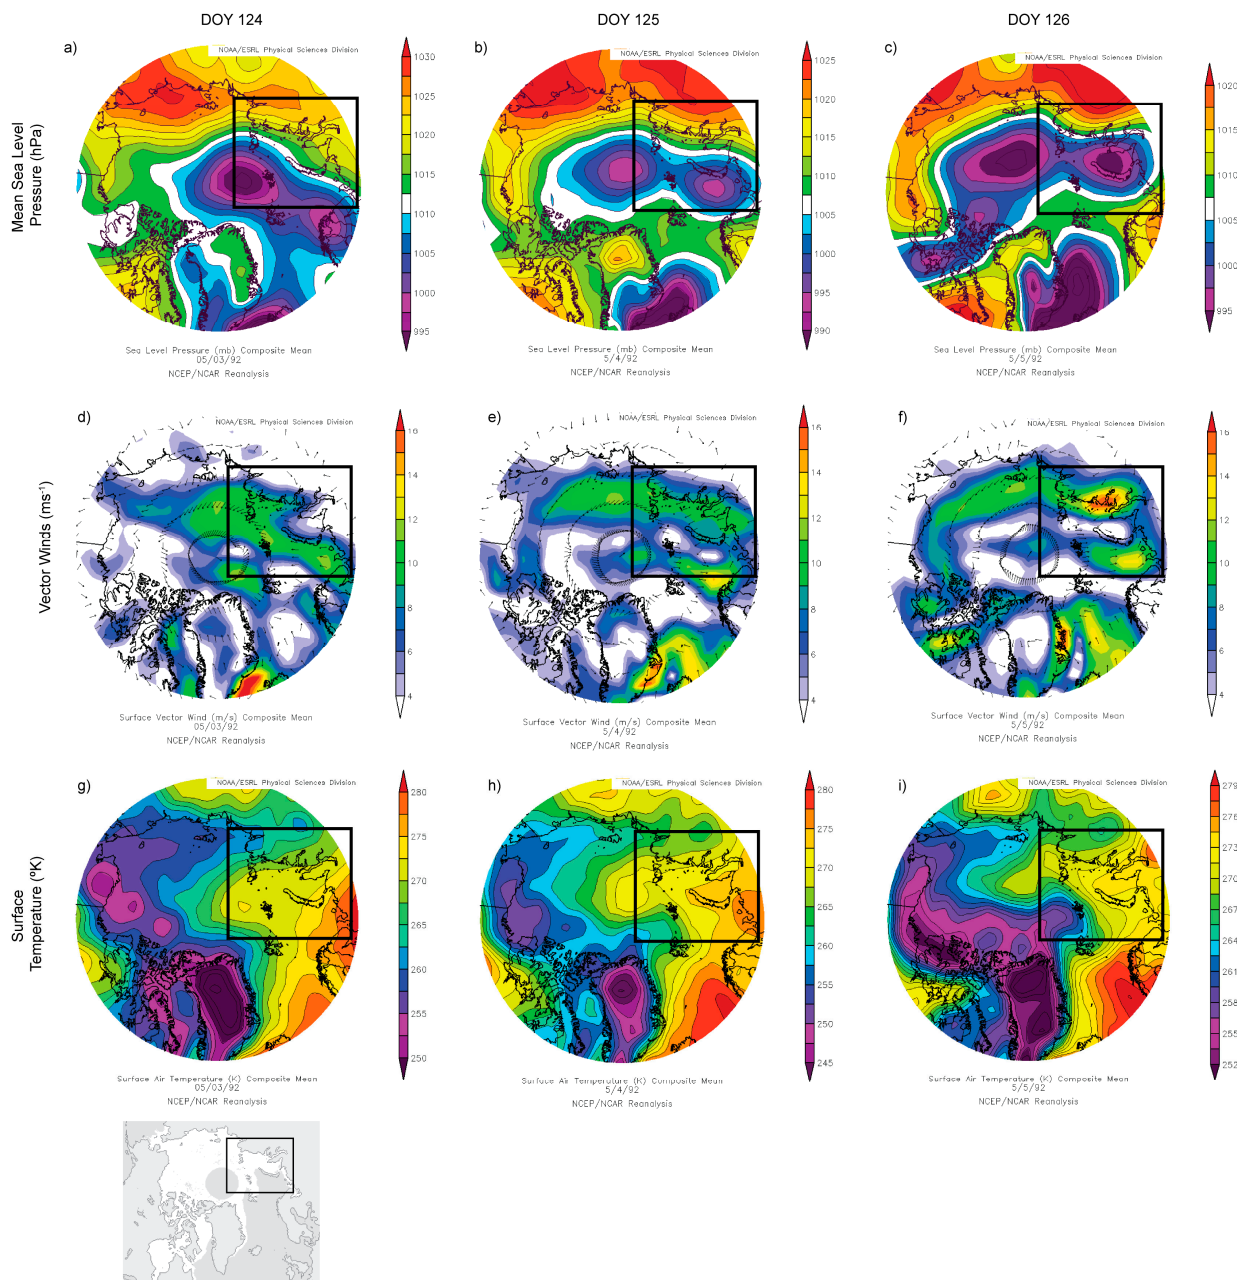 DOY 124
DOY 125
DOY 126
Mean Sea Level
Pressure (hPa)
a)
NOAA/ESRL Physical Sciences Division
1030
1025
1020
1015
1010
1005
1000
995
Sea Level Pressure (mb) Composite Mean
05/03/92
NCEP/NCAR Reanalysis
b)
NOAA/ESRL Physical Sciences Division
1025
1020
1015
1010
1005
1000
995
990
Sea Level Pressure (mb) Composite Mean
5/4/92
NCEP/NCAR Reanalysis
c)
NOAA/ESRL Physical Sciences Division
1020
1015
1010
1005
1000
995
Sea Level Pressure (mb) Composite Mean
5/5/92
NCEP/NCAR Reanalysis
Vector Winds (ms⁻¹)
d)
NOAA/ESRL Physical Sciences Division
16
14
12
10
8
6
4
Surface Vector Wind (m/s) Composite Mean
05/03/92
NCEP/NCAR Reanalysis
e)
NOAA/ESRL Physical Sciences Division
16
14
12
10
8
6
4
Surface Vector Wind (m/s) Composite Mean
5/4/92
NCEP/NCAR Reanalysis
f)
NOAA/ESRL Physical Sciences Division
16
14
12
10
8
6
4
Surface Vector Wind (m/s) Composite Mean
5/5/92
NCEP/NCAR Reanalysis
Surface
Temperature (ºK)
g)
NOAA/ESRL Physical Sciences Division
280
275
270
265
260
255
250
Surface Air Temperature (K) Composite Mean
05/03/92
NCEP/NCAR Reanalysis
h)
NOAA/ESRL Physical Sciences Division
280
275
270
265
260
255
250
245
Surface Air Temperature (K) Composite Mean
5/4/92
NCEP/NCAR Reanalysis
i)
NOAA/ESRL Physical Sciences Division
279
276
273
270
267
264
261
258
255
252
Surface Air Temperature (K) Composite Mean
5/5/92
NCEP/NCAR Reanalysis